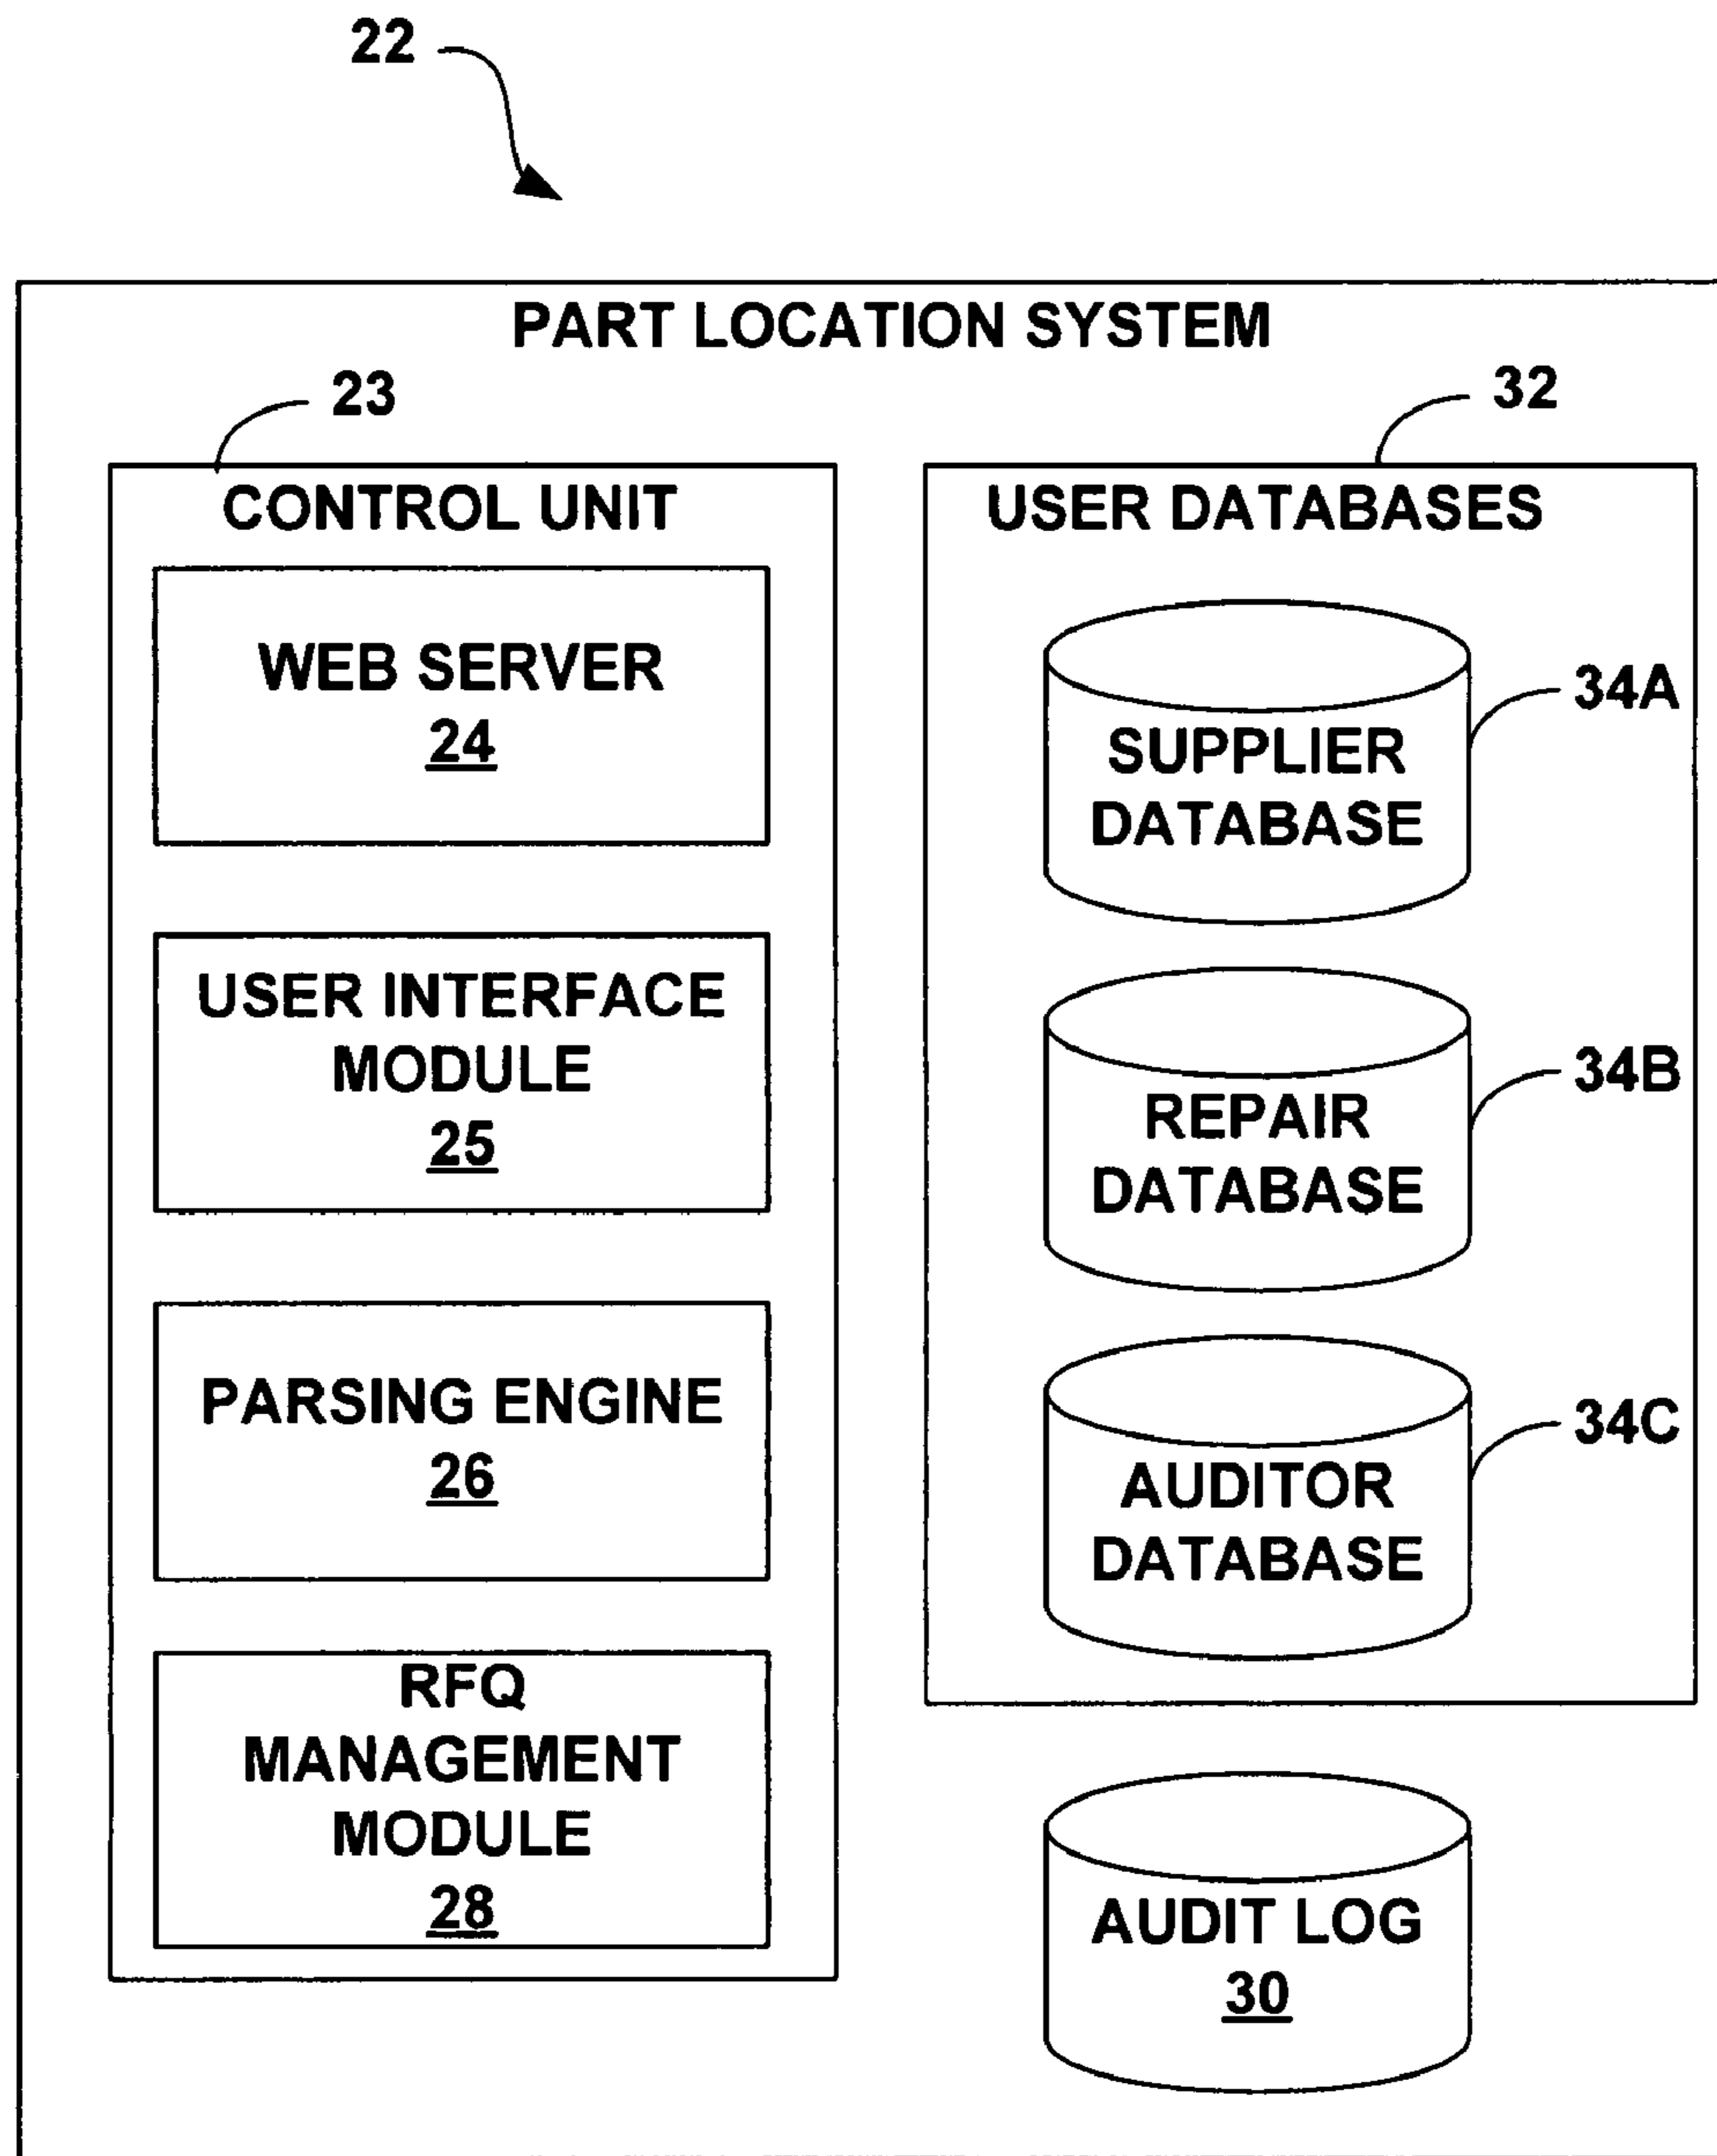 22
PART LOCATION SYSTEM
23
32
CONTROL UNIT
WEB SERVER
24
USER INTERFACE
MODULE
25
PARSING ENGINE
26
RFQ
MANAGEMENT
MODULE
28
USER DATABASES
SUPPLIER
DATABASE
34A
REPAIR
DATABASE
34B
AUDITOR
DATABASE
34C
AUDIT LOG
30